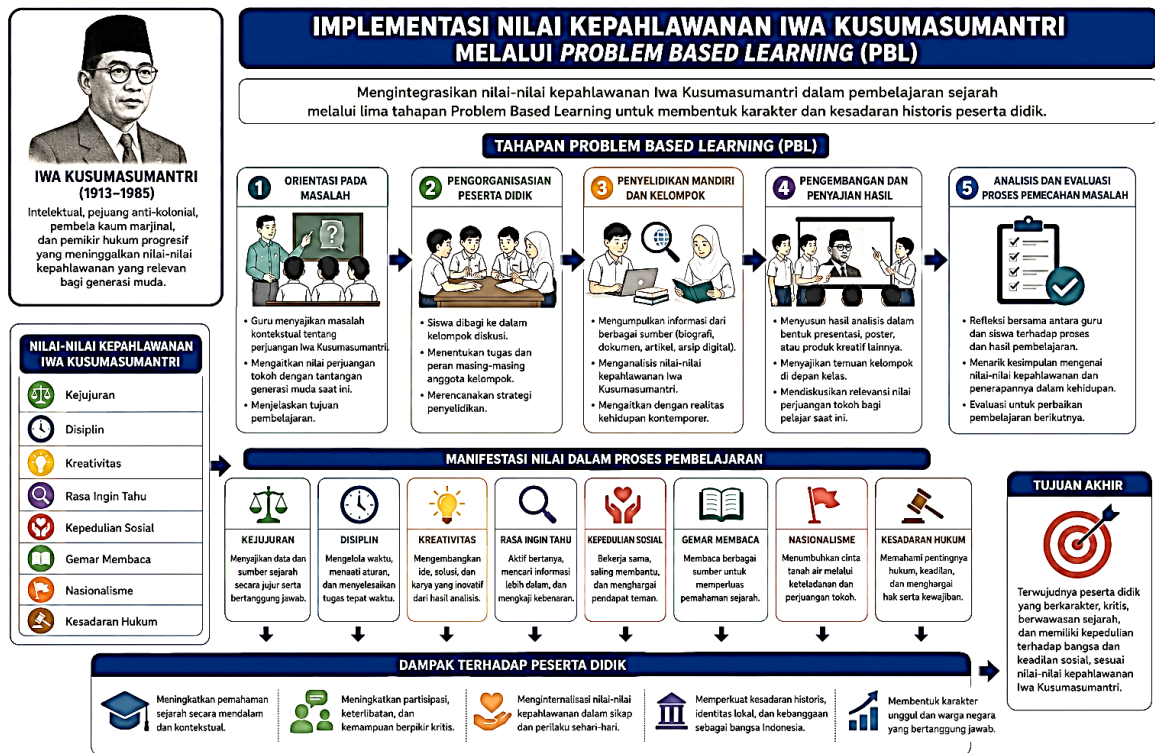 IMPLEMENTASI NILAI KEPAHLAWANAN IWA KUSUMASUMANTRI
MELALUI PROBLEM BASED LEARNING (PBL)
Mengintegrasikan nilai-nilai kepahlawanan Iwa Kusumasumantri dalam pembelajaran sejarah
melalui lima tahapan Problem Based Learning untuk membentuk karakter dan kesadaran historis peserta didik.
IWA KUSUMASUMANTRI
(1913–1985)
Intelektual, pejuang anti-kolonial,
pembela kaum marjinal,
dan pemikir hukum progresif
yang meninggalkan nilai-nilai
kepahlawanan yang relevan
bagi generasi muda.
TAHAPAN PROBLEM BASED LEARNING (PBL)
1 ORIENTASI PADA
MASALAH
?
• Guru menyajikan masalah
kontekstual tentang
perjuangan Iwa Kusumasumantri.
• Mengaitkan nilai perjuangan
tokoh dengan tantangan
generasi muda saat ini.
• Menjelaskan tujuan
pembelajaran.
2 PENGORGANISASIAN
PESERTA DIDIK
• Siswa dibagi ke dalam
kelompok diskusi.
• Menentukan tugas dan
peran masing-masing
anggota kelompok.
• Merencanakan strategi
penyelidikan.
3 PENYELIDIKAN MANDIRI
DAN KELOMPOK
• Mengumpulkan informasi dari
berbagai sumber (biografi,
dokumen, artikel, arsip digital).
• Menganalisis nilai-nilai
kepahlawanan Iwa
Kusumasumantri.
• Mengaitkan dengan realitas
kehidupan kontemporer.
4 PENGEMBANGAN DAN
PENYAJIAN HASIL
• Menyusun hasil analisis dalam
bentuk presentasi, poster,
atau produk kreatif lainnya.
• Menyajikan temuan kelompok
di depan kelas.
• Mendiskusikan relevansi nilai
perjuangan tokoh bagi
pelajar saat ini.
5 ANALISIS DAN EVALUASI
PROSES PEMECAHAN MASALAH
• Refleksi bersama antara guru
dan siswa terhadap proses
dan hasil pembelajaran.
• Menarik kesimpulan mengenai
nilai-nilai kepahlawanan dan
penerapannya dalam kehidupan.
• Evaluasi untuk perbaikan
pembelajaran berikutnya.
NILAI-NILAI KEPAHLAWANAN
IWA KUSUMASUMANTRI
Kejujuran
Disiplin
Kreativitas
Rasa Ingin Tahu
Kepedulian Sosial
Gemar Membaca
Nasionalisme
Kesadaran Hukum
MANIFESTASI NILAI DALAM PROSES PEMBELAJARAN
KEJUJURAN
Menyajikan data dan
sumber sejarah
secara jujur serta
bertanggung jawab.
DISIPLIN
Mengelola waktu,
menaati aturan,
dan menyelesaikan
tugas tepat waktu.
KREATIVITAS
Mengembangkan
ide, solusi, dan
karya yang inovatif
dari hasil analisis.
RASA INGIN TAHU
Aktif bertanya,
mencari informasi
lebih dalam, dan
mengkaji kebenaran.
KEPEDULIAN SOSIAL
Bekerja sama,
saling membantu,
dan menghargai
pendapat teman.
GEMAR MEMBACA
Membaca berbagai
sumber untuk
memperluas
pemahaman sejarah.
NASIONALISME
Menumbuhkan cinta
tanah air melalui
keteladanan dan
perjuangan tokoh.
KESADARAN HUKUM
Memahami pentingnya
hukum, keadilan,
dan menghargai
hak serta kewajiban.
TUJUAN AKHIR
Terwujudnya peserta didik
yang berkarakter, kritis,
berwawasan sejarah,
dan memiliki kepedulian
terhadap bangsa dan
keadilan sosial, sesuai
nilai-nilai kepahlawanan
Iwa Kusumasumantri.
DAMPAK TERHADAP PESERTA DIDIK
Meningkatkan pemahaman
sejarah secara mendalam
dan kontekstual.
Meningkatkan partisipasi,
keterlibatan, dan
kemampuan berpikir kritis.
Menginternalisasi nilai-nilai
kepahlawanan dalam sikap
dan perilaku sehari-hari.
Memperkuat kesadaran historis,
identitas lokal, dan kebanggaan
sebagai bangsa Indonesia.
Membentuk karakter
unggul dan warga negara
yang bertanggung jawab.